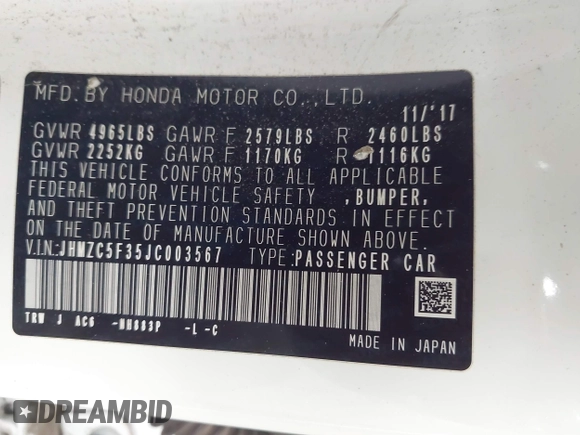 MFD.BY HONDA MOTOR CO.,LTD.
11/'17
GVWR 4965LBS GAWR F 2579LBS R 2460LBS
GVWR 2252KG GAWR F 1170KG R 1116KG
THIS VEHICLE CONFORMS TO ALL APPLICABLE
FEDERAL MOTOR VEHICLE SAFETY ,BUMPER,
AND THEFT PREVENTION STANDARDS IN EFFECT
ON THE DATE OF MANUFACTURE SHOWN ABOVE.
V.IN:JHMZC5F35JC003567 TYPE:PASSENGER CAR
TRW J AC6 -NH883P -L -C
MADE IN JAPAN
DREAMBID